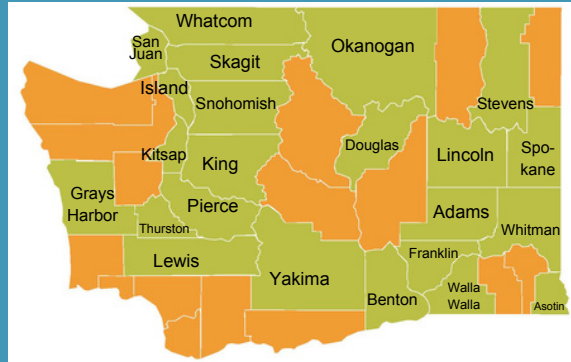 Whatcom
San
Juan
Okanogan
Skagit
Island
Snohomish
Stevens
Kitsap
King
Douglas
Lincoln
Spo-
kane
Grays
Harbor
Pierce
Adams
Thurston
Whitman
Lewis
Franklin
Yakima
Walla
Walla
Benton
Asotin